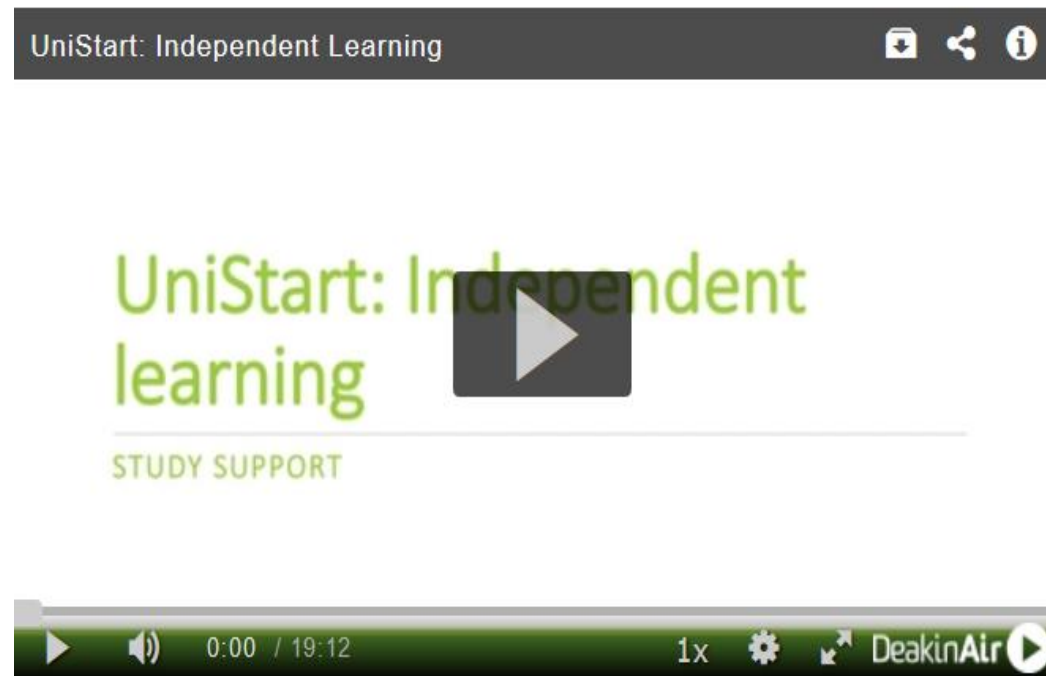 UniStart: Independent Learning
UniStart: Independent
learning
STUDY SUPPORT
0:00 / 19:12
1x
DeakinAir